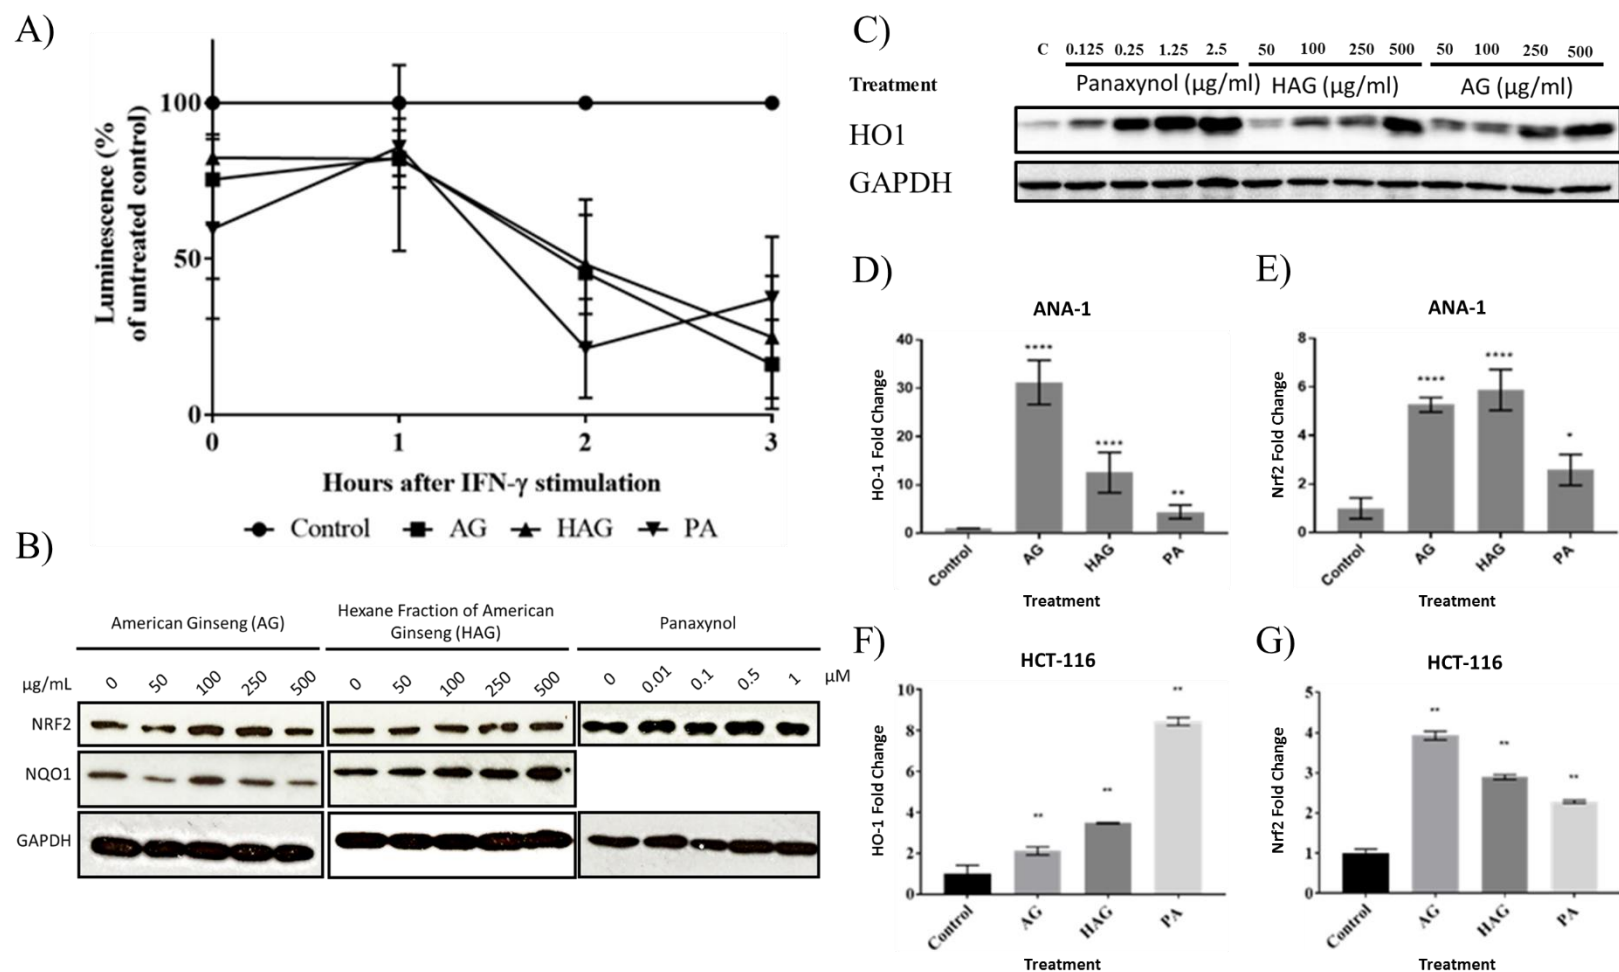 A)
Luminescence (%
of untreated control)
100
50
0
0 1 2 3
Hours after IFN-γ stimulation
Control AG HAG PA
B)
American Ginseng (AG)
Hexane Fraction of American
Ginseng (HAG)
Panaxynol
µg/mL 0 50 100 250 500 0 50 100 250 500 0 0.01 0.1 0.5 1 µM
NRF2
NQO1
GAPDH
C)
C 0.125 0.25 1.25 2.5 50 100 250 500 50 100 250 500
Treatment Panaxynol (µg/ml) HAG (µg/ml) AG (µg/ml)
HO1
GAPDH
D)
ANA-1
HO-1 Fold Change
40
30
20
10
0
**** **** **
Control AG HAG PA
Treatment
E)
ANA-1
Nrf2 Fold Change
8
6
4
2
0
**** **** *
Control AG HAG PA
Treatment
F)
HCT-116
HO-1 Fold Change
10
8
6
4
2
0
** ** **
Control AG HAG PA
Treatment
G)
HCT-116
Nrf2 Fold Change
5
4
3
2
1
0
** ** **
Control AG HAG PA
Treatment